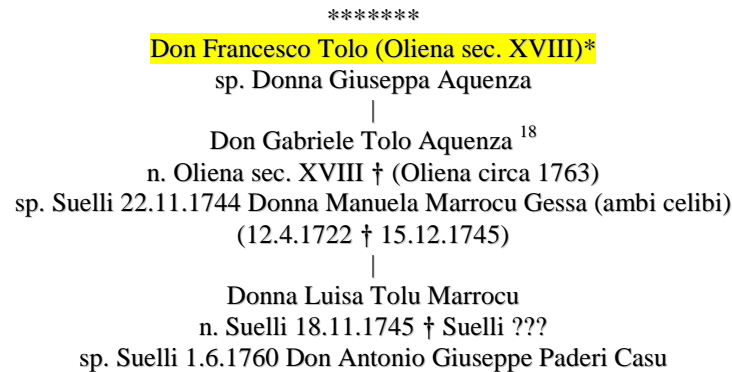 *******
Don Francesco Tolo (Oliena sec. XVIII)*
sp. Donna Giuseppa Aquenza
|
Don Gabriele Tolo Aquenza 18
n. Oliena sec. XVIII † (Oliena circa 1763)
sp. Suelli 22.11.1744 Donna Manuela Marrocu Gessa (ambi celibi)
(12.4.1722 † 15.12.1745)
|
Donna Luisa Tolu Marrocu
n. Suelli 18.11.1745 † Suelli ???
sp. Suelli 1.6.1760 Don Antonio Giuseppe Paderi Casu